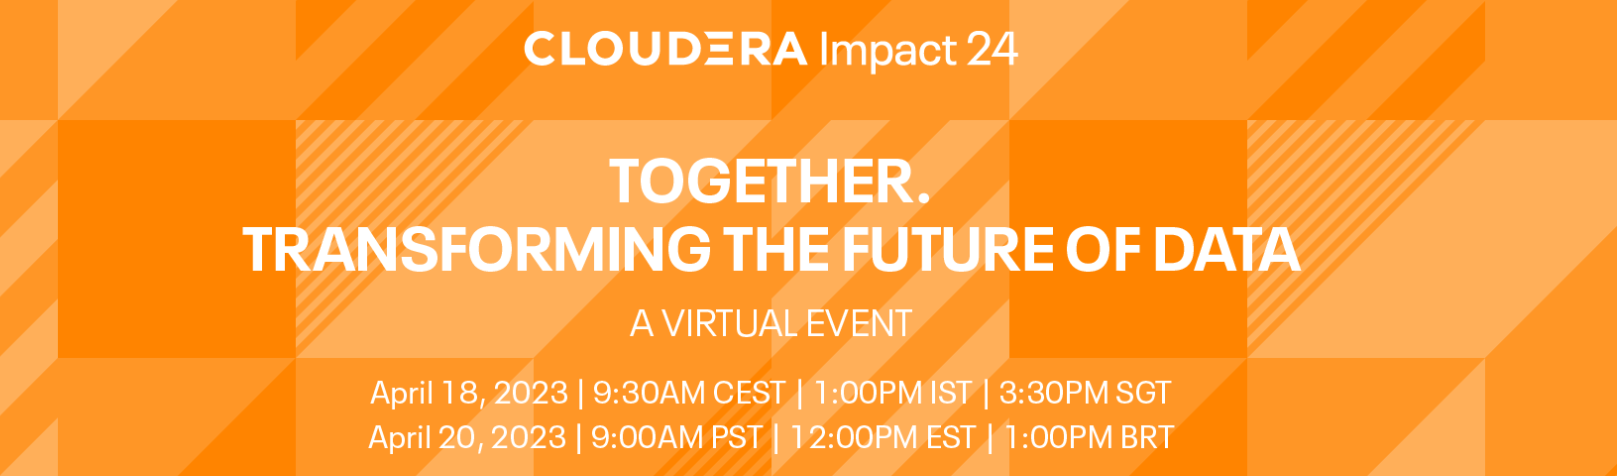 CLOUDERA Impact 24
TOGETHER.
TRANSFORMING THE FUTURE OF DATA
A VIRTUAL EVENT
April 18, 2023 | 9:30AM CEST | 1:00PM IST | 3:30PM SGT
April 20, 2023 | 9:00AM PST | 12:00PM EST | 1:00PM BRT